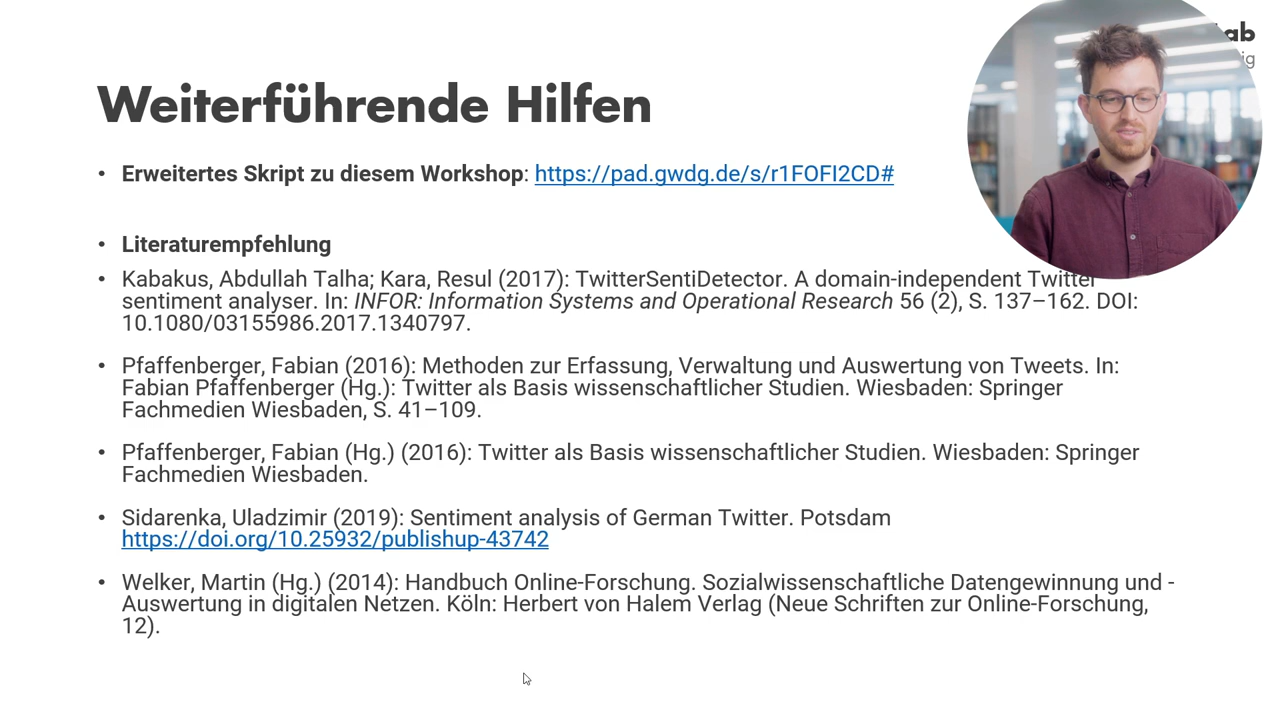 Weiterführende Hilfen
• Erweitertes Skript zu diesem Workshop: https://pad.gwdg.de/s/r1FOFI2CD#
• Literaturempfehlung
• Kabakus, Abdullah Talha; Kara, Resul (2017): TwitterSentiDetector. A domain-independent Twitter
sentiment analyser. In: INFOR: Information Systems and Operational Research 56 (2), S. 137–162. DOI:
10.1080/03155986.2017.1340797.
• Pfaffenberger, Fabian (2016): Methoden zur Erfassung, Verwaltung und Auswertung von Tweets. In:
Fabian Pfaffenberger (Hg.): Twitter als Basis wissenschaftlicher Studien. Wiesbaden: Springer
Fachmedien Wiesbaden, S. 41–109.
• Pfaffenberger, Fabian (Hg.) (2016): Twitter als Basis wissenschaftlicher Studien. Wiesbaden: Springer
Fachmedien Wiesbaden.
• Sidarenka, Uladzimir (2019): Sentiment analysis of German Twitter. Potsdam
https://doi.org/10.25932/publishup-43742
• Welker, Martin (Hg.) (2014): Handbuch Online-Forschung. Sozialwissenschaftliche Datengewinnung und -
Auswertung in digitalen Netzen. Köln: Herbert von Halem Verlag (Neue Schriften zur Online-Forschung,
12).